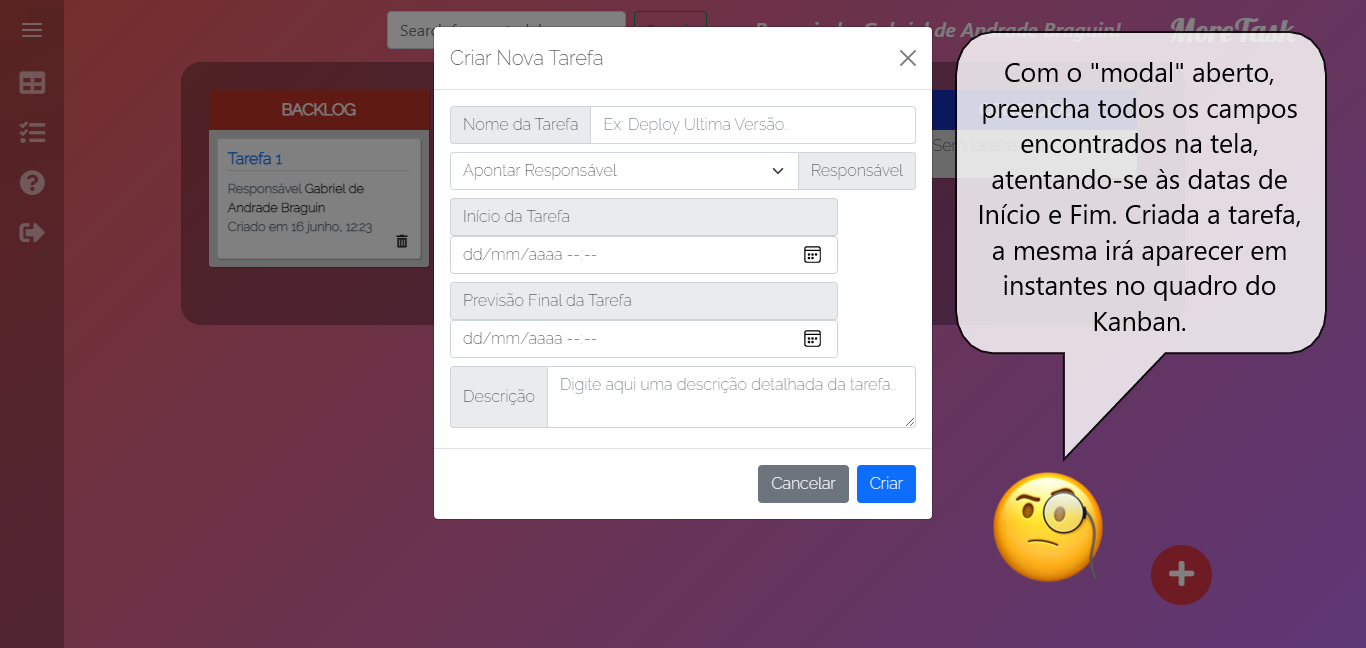 Search
Gabriel de Andrade Braguin!
MoreTask
Criar Nova Tarefa
Nome da Tarefa
Ex: Deploy Ultima Versão..
Apontar Responsável
Responsável
Início da Tarefa
dd/mm/aaaa --:--
Previsão Final da Tarefa
dd/mm/aaaa --:--
Descrição
Digite aqui uma descrição detalhada da tarefa..
Cancelar
Criar
BACKLOG
Tarefa 1
Responsável Gabriel de
Andrade Braguin
Criado em 16 junho, 12:23
Sem tarefas
Com o "modal" aberto,
preencha todos os campos
encontrados na tela,
atentando-se às datas de
Início e Fim. Criada a tarefa,
a mesma irá aparecer em
instantes no quadro do
Kanban.